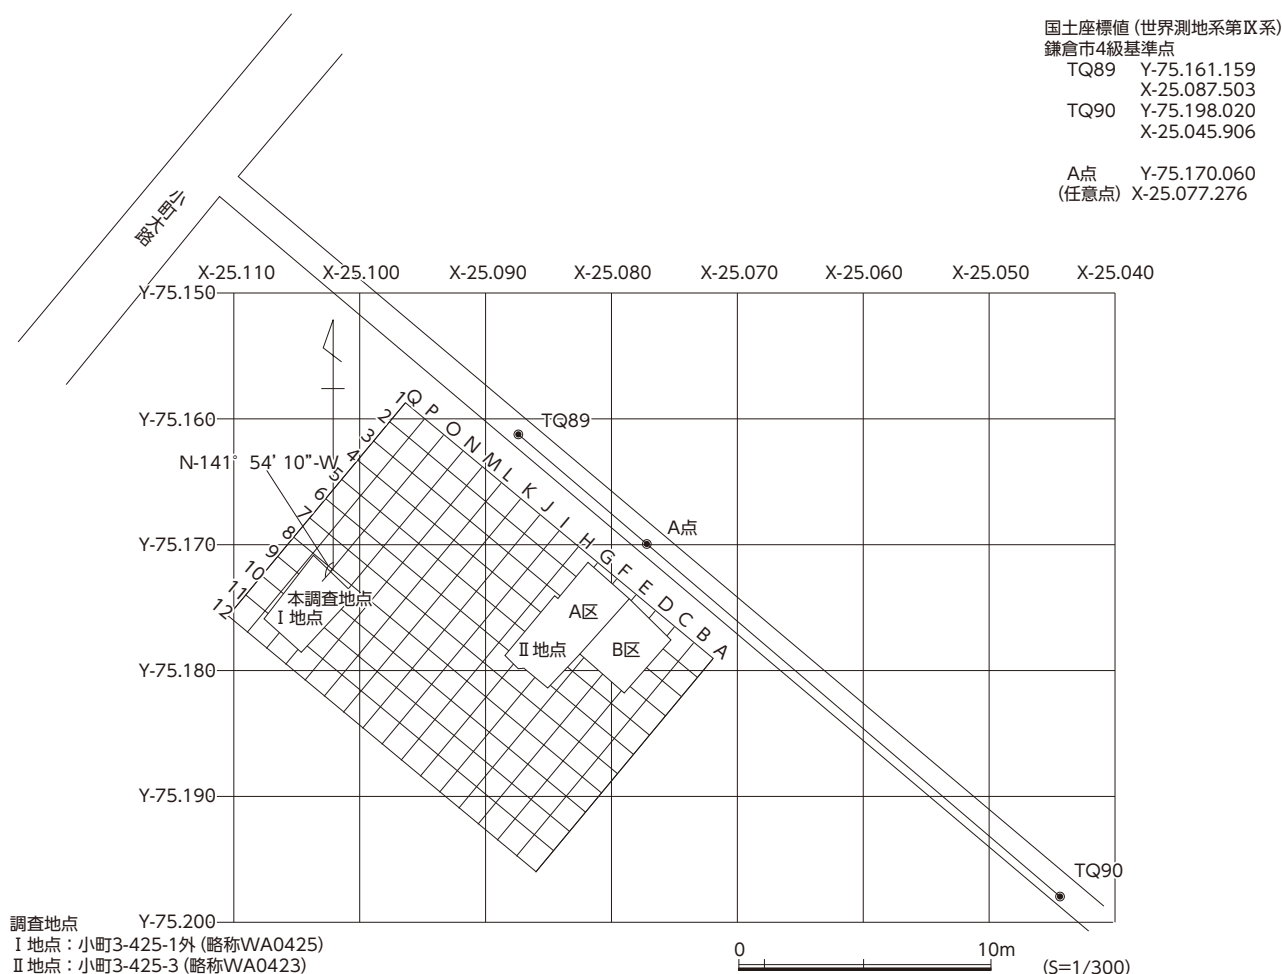 国土座標値 (世界測地系第Ⅸ系)
鎌倉市4級基準点
TQ89 Y-75.161.159
X-25.087.503
TQ90 Y-75.198.020
X-25.045.906
A点 Y-75.170.060
(任意点) X-25.077.276
小町大路
X-25.110 X-25.100 X-25.090 X-25.080 X-25.070 X-25.060 X-25.050 X-25.040
Y-75.150
Y-75.160
Y-75.170
Y-75.180
Y-75.190
Y-75.200
TQ89
A点
TQ90
N-141° 54' 10"-W
1 2 3 4 5 6 7 8 9 10 11 12
Q P O N M L K J I H G F E D C B A
本調査地点
Ⅰ地点
A区
Ⅱ地点
B区
調査地点
Ⅰ地点：小町3-425-1外 (略称WA0425)
Ⅱ地点：小町3-425-3 (略称WA0423)
0 10m
(S=1/300)